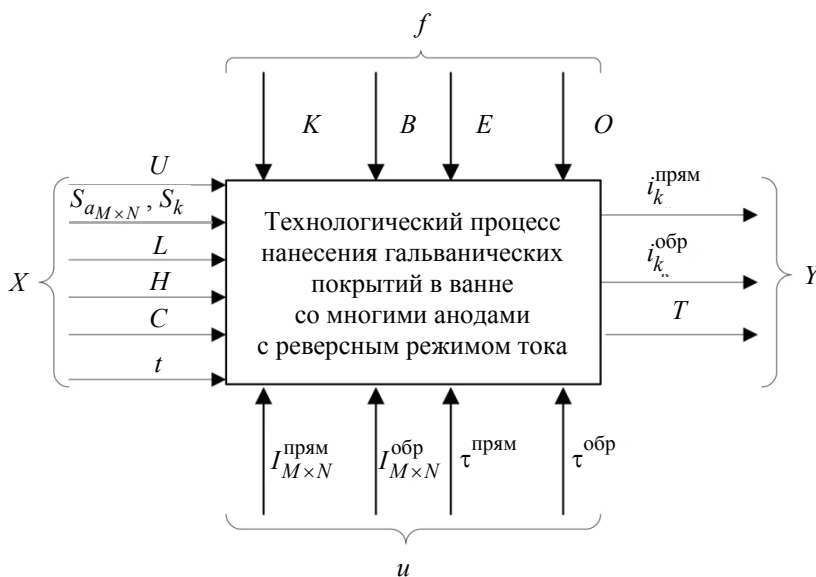 f
K B E O
U
S_{a_{M×N}}, S_k
L
H
C
t
X
Технологический процесс
нанесения гальванических
покрытий в ванне
со многими анодами
с реверсным режимом тока
i_k^{прям}
i_k^{обр}
T
Y
I_{M×N}^{прям} I_{M×N}^{обр} τ^{прям} τ^{обр}
u